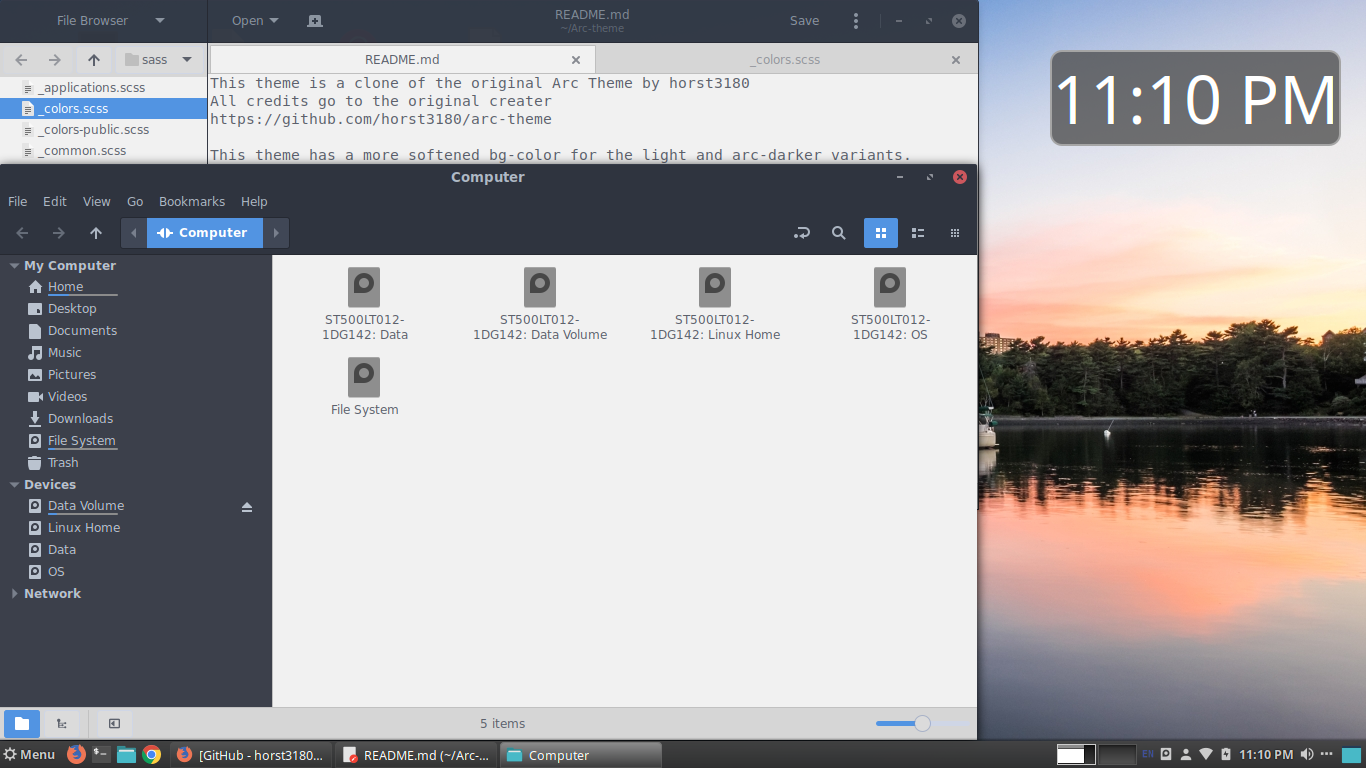 File Browser
Open
README.md
~/Arc-theme
Save
sass
README.md
_colors.scss
_applications.scss
_colors.scss
_colors-public.scss
_common.scss
This theme is a clone of the original Arc Theme by horst3180
All credits go to the original creater
https://github.com/horst3180/arc-theme
This theme has a more softened bg-color for the light and arc-darker variants.
11:10 PM
Computer
File Edit View Go Bookmarks Help
Computer
My Computer
Home
Desktop
Documents
Music
Pictures
Videos
Downloads
File System
Trash
Devices
Data Volume
Linux Home
Data
OS
Network
ST500LT012-
1DG142: Data
ST500LT012-
1DG142: Data Volume
ST500LT012-
1DG142: Linux Home
ST500LT012-
1DG142: OS
File System
5 items
Menu
[GitHub - horst3180...
README.md (~/Arc-...
Computer
EN
11:10 PM